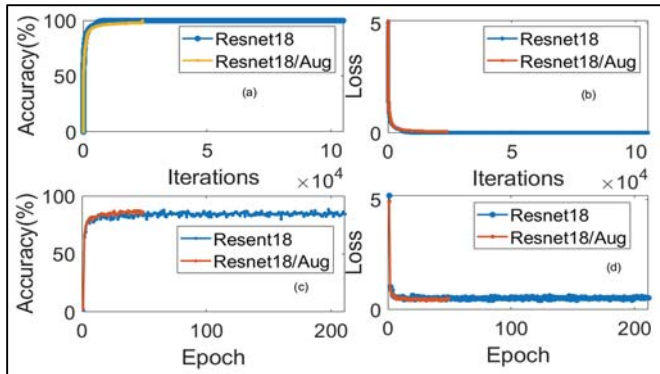 Accuracy(%)
100
50
0
Resnet18
Resnet18/Aug
(a)
0
5
10
Iterations
×10⁴
Loss
5
0
Resnet18
Resnet18/Aug
(b)
0
5
10
Iterations
×10⁴
Accuracy(%)
100
50
0
Resent18
Resnet18/Aug
(c)
0
100
200
Epoch
Loss
5
0
Resnet18
Resnet18/Aug
(d)
0
100
200
Epoch